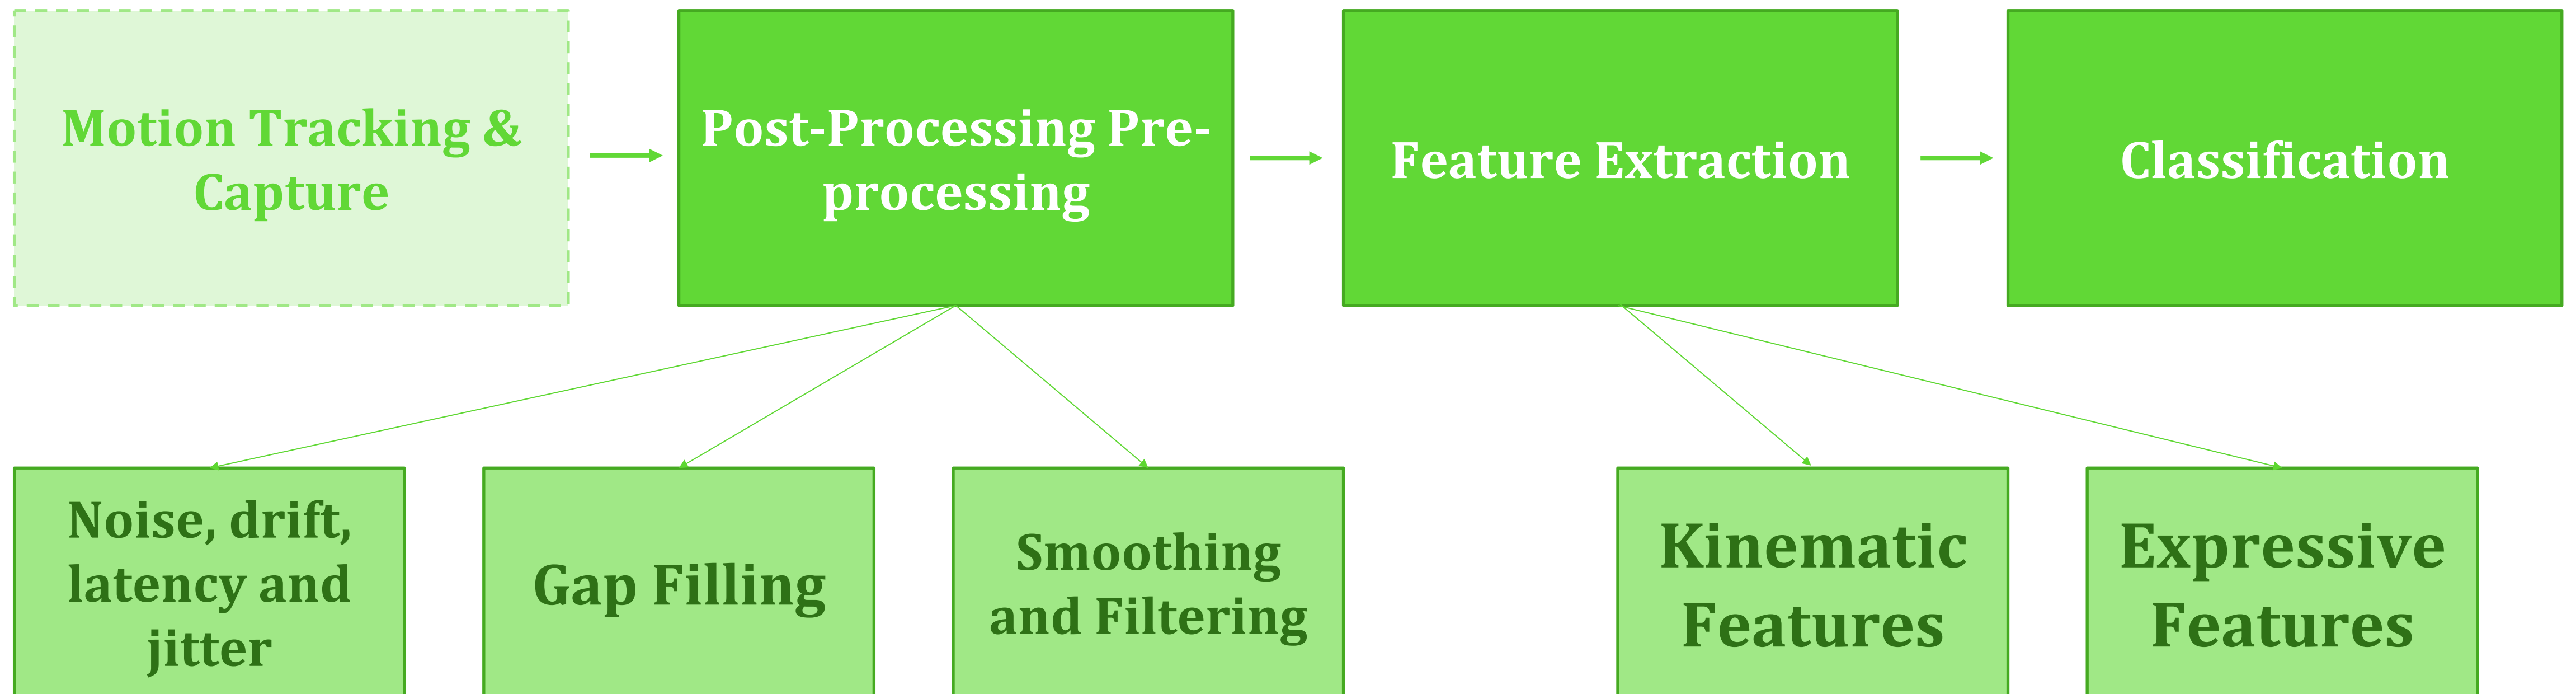 Motion Tracking &
Capture
Post-Processing Pre-
processing
Feature Extraction
Classification
Noise, drift,
latency and
jitter
Gap Filling
Smoothing
and Filtering
Kinematic
Features
Expressive
Features